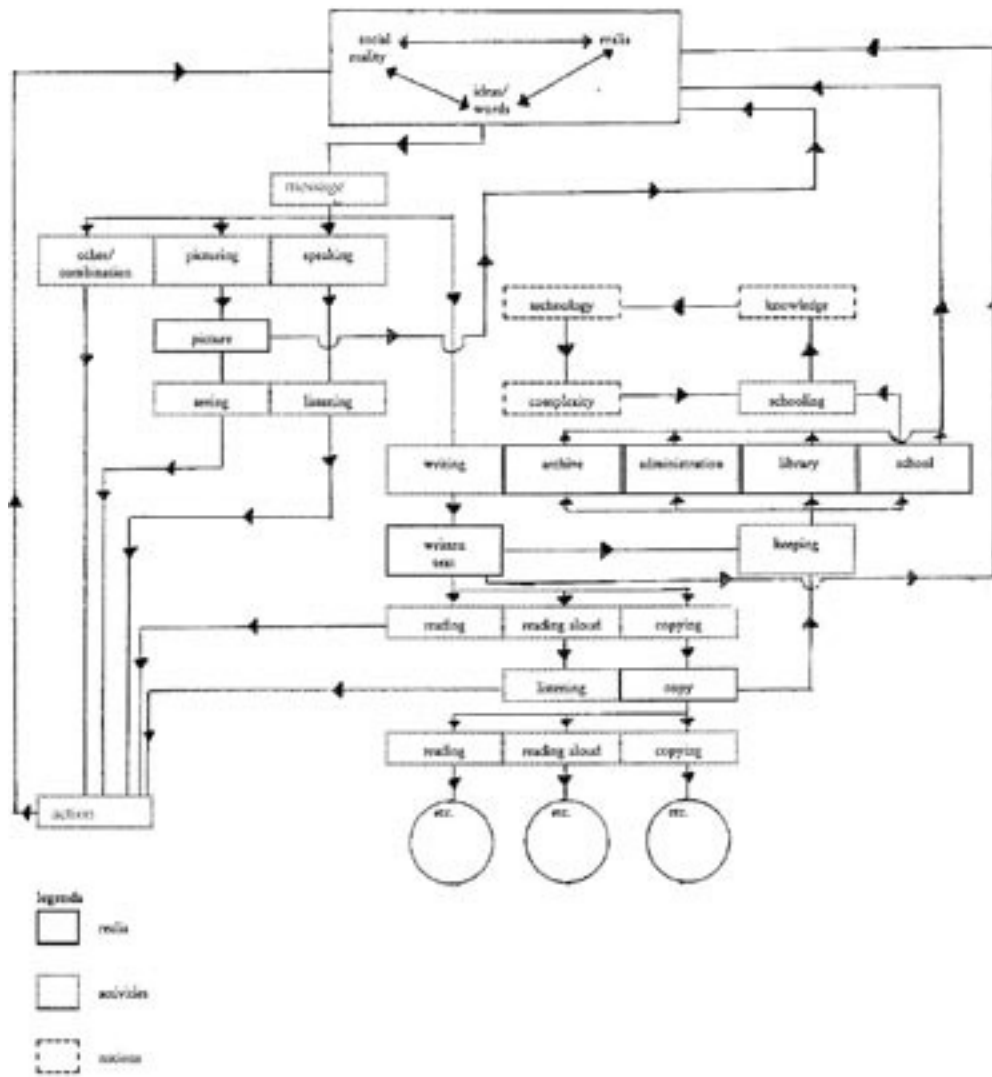 social
reality
realia
ideas/
words
message
other/
combination
picturing
speaking
technology
knowledge
picture
complexity
schooling
seeing
listening
writing
archive
administration
library
school
written
text
keeping
reading
reading aloud
copying
listening
copy
reading
reading aloud
copying
action
etc.
etc.
etc.
legenda
realia
activities
notions